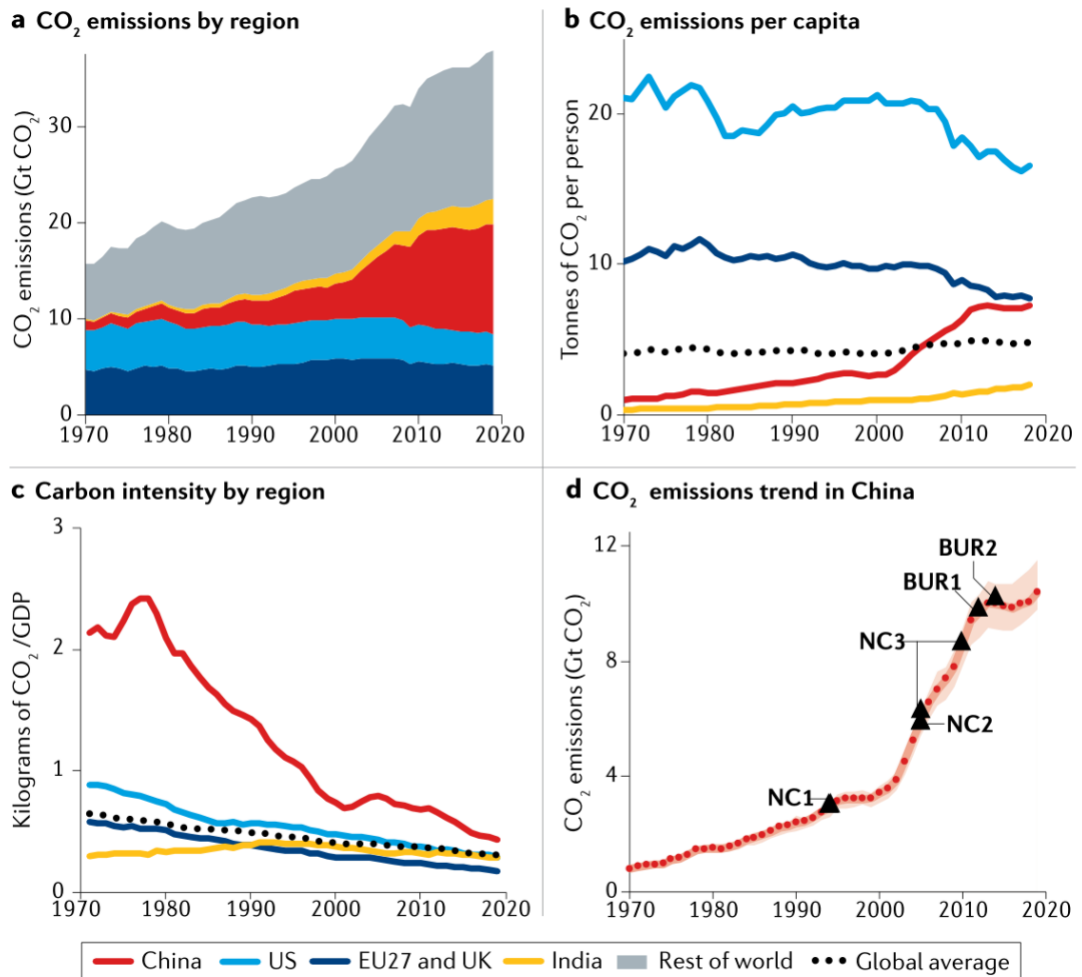 a CO₂ emissions by region
CO₂ emissions (Gt CO₂)
30
20
10
0
1970 1980 1990 2000 2010 2020
b CO₂ emissions per capita
Tonnes of CO₂ per person
20
10
0
1970 1980 1990 2000 2010 2020
c Carbon intensity by region
Kilograms of CO₂ /GDP
3
2
1
0
1970 1980 1990 2000 2010 2020
d CO₂ emissions trend in China
CO₂ emissions (Gt CO₂)
12
8
4
0
BUR2
BUR1
NC3
NC2
NC1
1970 1980 1990 2000 2010 2020
China US EU27 and UK India Rest of world Global average